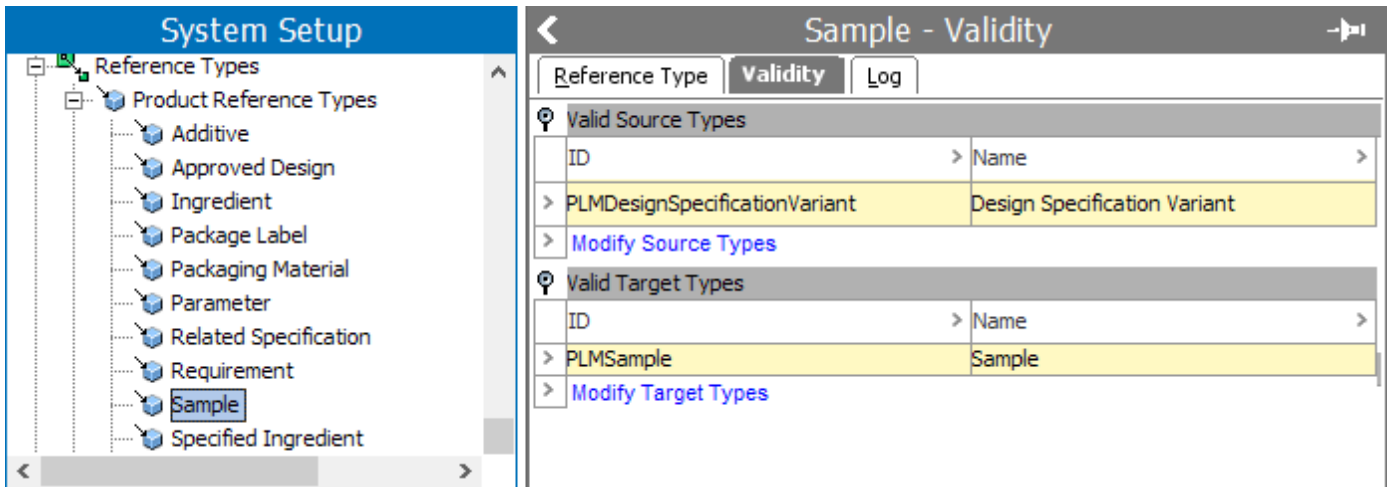 System Setup
Reference Types
Product Reference Types
Additive
Approved Design
Ingredient
Package Label
Packaging Material
Parameter
Related Specification
Requirement
Sample
Specified Ingredient
Sample - Validity
Reference Type Validity Log
Valid Source Types
ID > Name >
> PLMDesignSpecificationVariant Design Specification Variant
> Modify Source Types
Valid Target Types
ID > Name >
> PLMSample Sample
> Modify Target Types